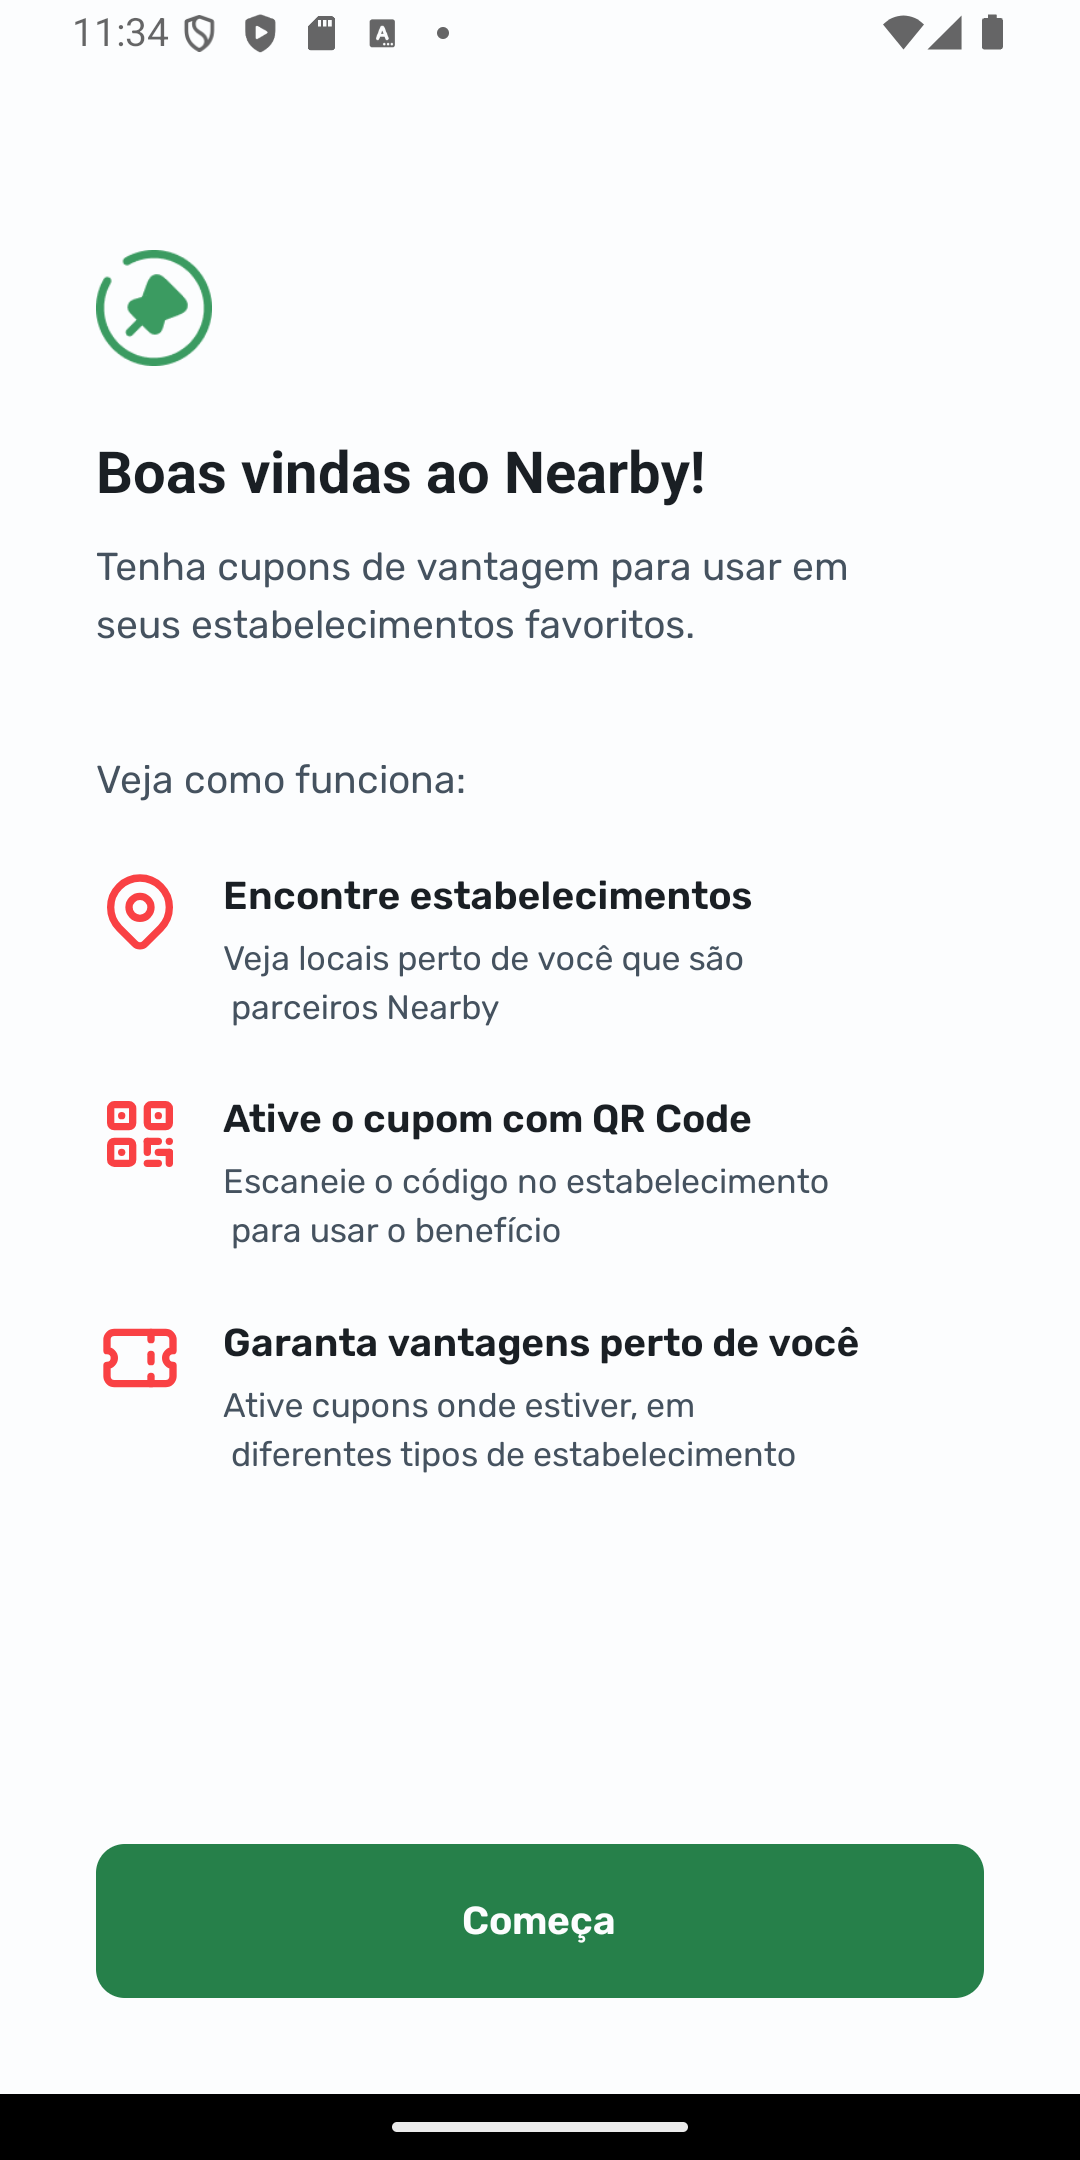 11:34
Boas vindas ao Nearby!
Tenha cupons de vantagem para usar em
seus estabelecimentos favoritos.
Veja como funciona:
Encontre estabelecimentos
Veja locais perto de você que são
parceiros Nearby
Ative o cupom com QR Code
Escaneie o código no estabelecimento
para usar o benefício
Garanta vantagens perto de você
Ative cupons onde estiver, em
diferentes tipos de estabelecimento
Começa